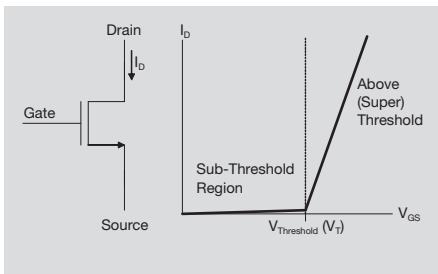 Drain
I_D
Gate
Source
I_D
Above
(Super)
Threshold
Sub-Threshold
Region
V_GS
V_Threshold (V_T)